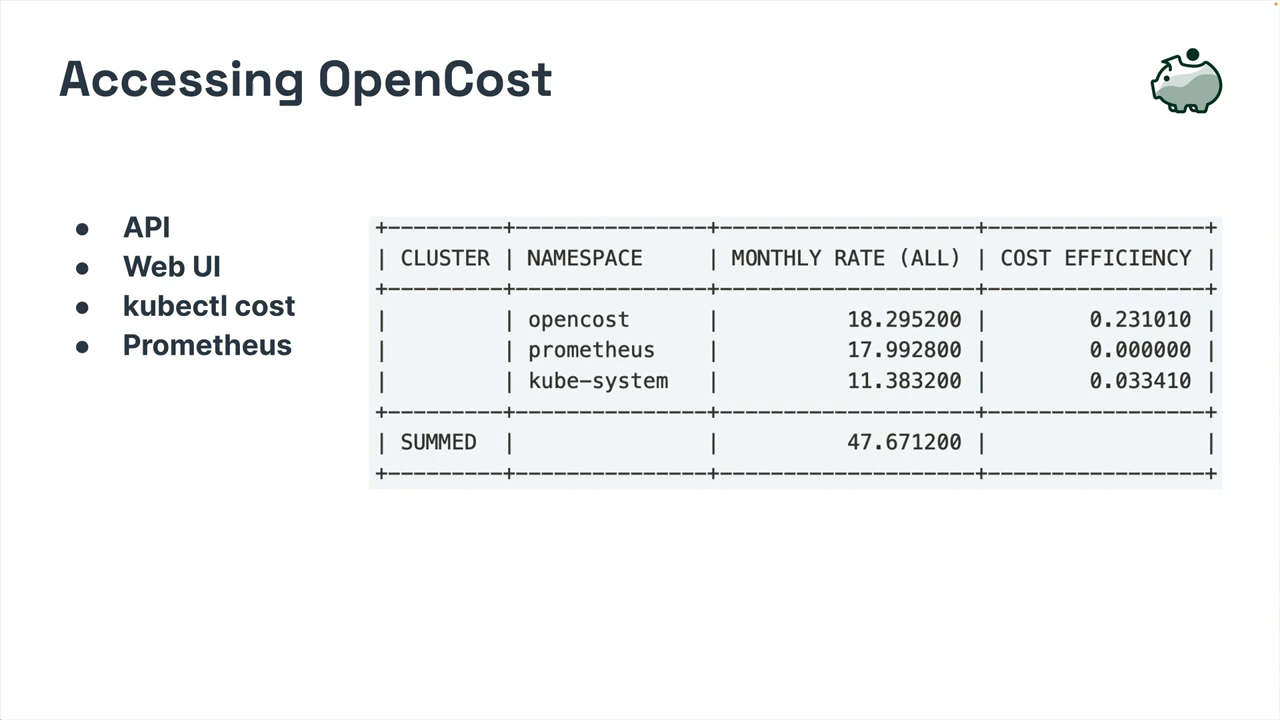 Accessing OpenCost
● API
● Web UI
● kubectl cost
● Prometheus
+---------+---------------+--------------------+-----------------+
| CLUSTER | NAMESPACE     | MONTHLY RATE (ALL) | COST EFFICIENCY |
+---------+---------------+--------------------+-----------------+
|         | opencost      |          18.295200 |        0.231010 |
|         | prometheus    |          17.992800 |        0.000000 |
|         | kube-system   |          11.383200 |        0.033410 |
+---------+---------------+--------------------+-----------------+
| SUMMED  |               |          47.671200 |                 |
+---------+---------------+--------------------+-----------------+